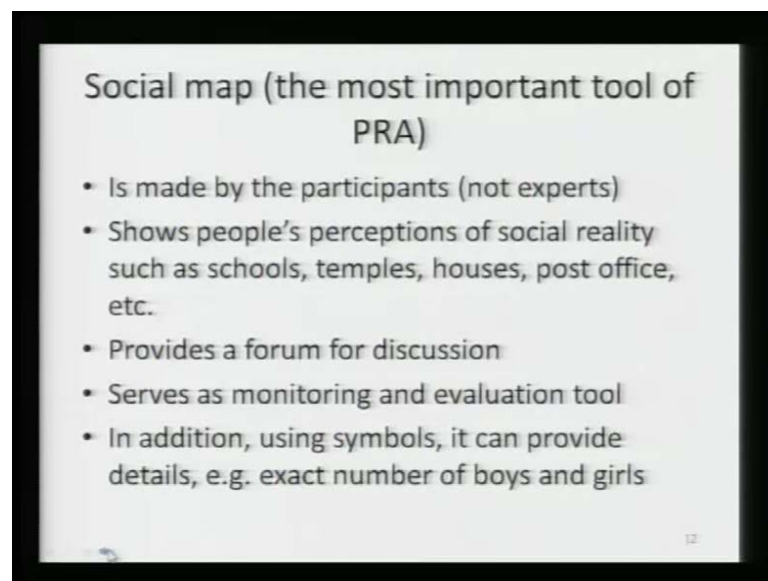 Social map (the most important tool of
PRA)
• Is made by the participants (not experts)
• Shows people's perceptions of social reality
such as schools, temples, houses, post office,
etc.
• Provides a forum for discussion
• Serves as monitoring and evaluation tool
• In addition, using symbols, it can provide
details, e.g. exact number of boys and girls
12